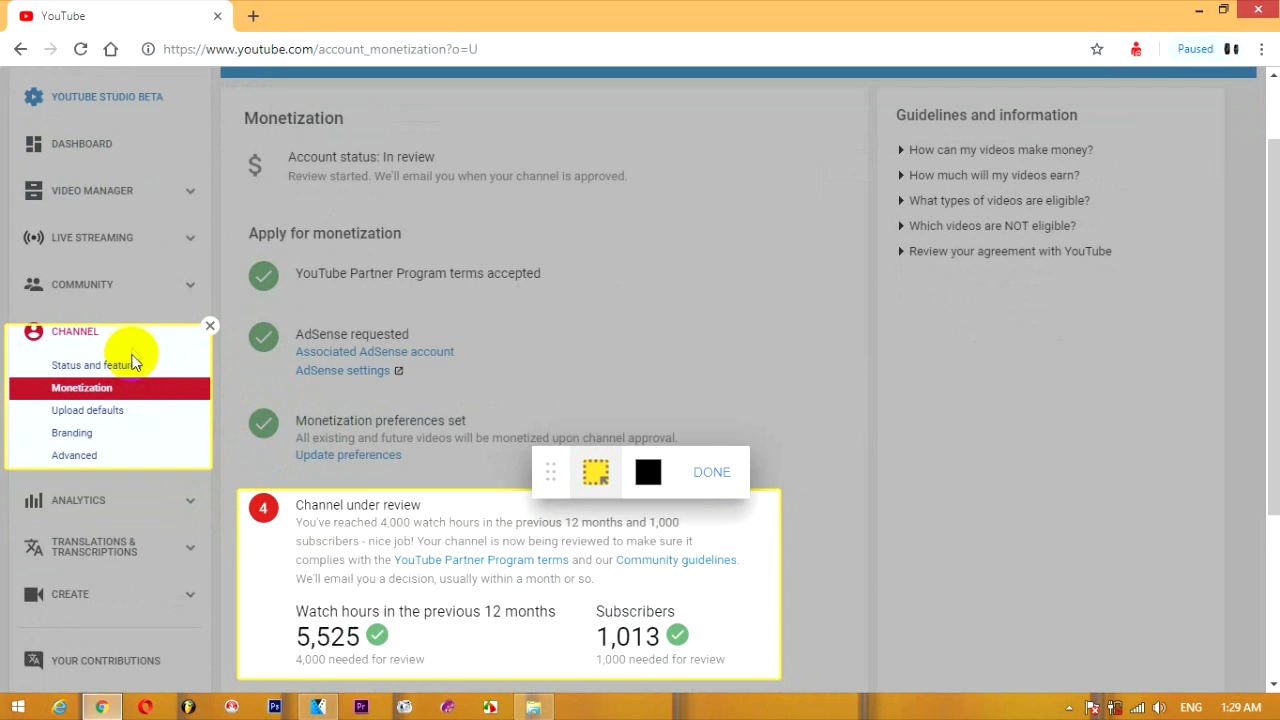 YouTube
https://www.youtube.com/account_monetization?o=U
Paused
YOUTUBE STUDIO BETA
DASHBOARD
VIDEO MANAGER
LIVE STREAMING
COMMUNITY
CHANNEL
Status and featur
Monetization
Upload defaults
Branding
Advanced
ANALYTICS
TRANSLATIONS &
TRANSCRIPTIONS
CREATE
YOUR CONTRIBUTIONS
Monetization
Account status: In review
Review started. We'll email you when your channel is approved.
Apply for monetization
YouTube Partner Program terms accepted
AdSense requested
Associated AdSense account
AdSense settings
Monetization preferences set
All existing and future videos will be monetized upon channel approval.
Update preferences
DONE
4
Channel under review
You've reached 4,000 watch hours in the previous 12 months and 1,000
subscribers - nice job! Your channel is now being reviewed to make sure it
complies with the YouTube Partner Program terms and our Community guidelines.
We'll email you a decision, usually within a month or so.
Watch hours in the previous 12 months
5,525
4,000 needed for review
Subscribers
1,013
1,000 needed for review
Guidelines and information
How can my videos make money?
How much will my videos earn?
What types of videos are eligible?
Which videos are NOT eligible?
Review your agreement with YouTube
Ps
Pr
ENG
1:29 AM